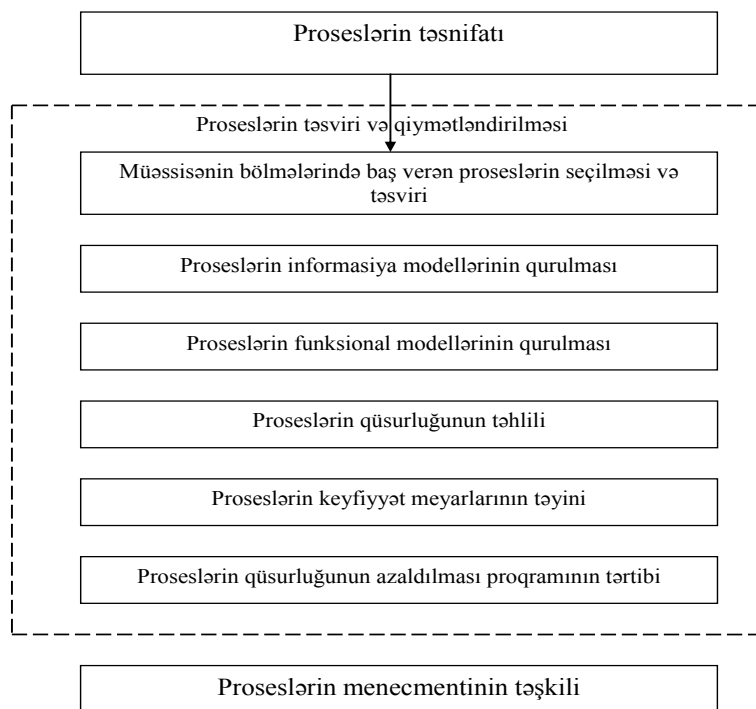 Proseslərin təsnifatı
Proseslərin təsviri və qiymətləndirilməsi
Müəssisənin bölmələrində baş verən proseslərin seçilməsi və
təsviri
Proseslərin informasiya modellərinin qurulması
Proseslərin funksional modellərinin qurulması
Proseslərin qüsurluğunun təhlili
Proseslərin keyfiyyət meyarlarının təyini
Proseslərin qüsurluğunun azaldılması proqramının tərtibi
Proseslərin menecmentinin təşkili